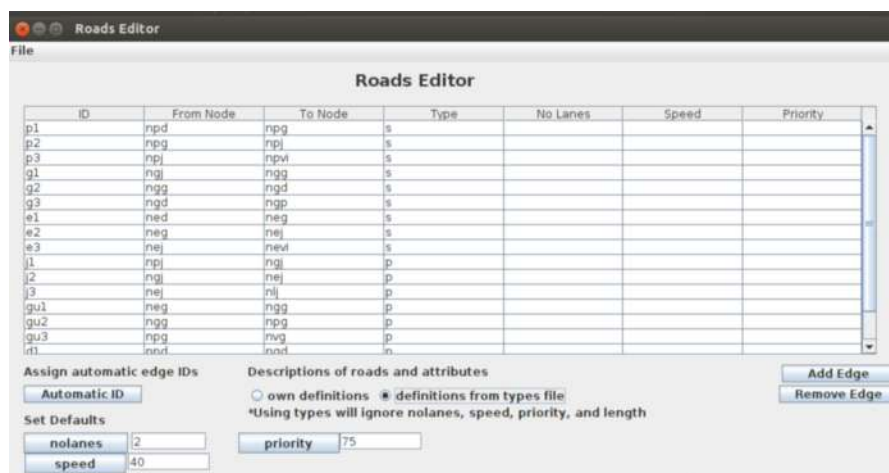 Roads Editor
File
Roads Editor
ID From Node To Node Type No Lanes Speed Priority
p1 npd npg s
p2 npg npj s
p3 npj npvi s
g1 ngj ngg s
g2 ngg ngd s
g3 ngd ngp s
e1 ned neg s
e2 neg nej s
e3 nej nevi s
j1 npj ngj p
j2 ngj nej p
j3 nej nlj p
gu1 neg ngg p
gu2 ngg npg p
gu3 npg nvg p
d1
Assign automatic edge IDs Descriptions of roads and attributes Add Edge
Automatic ID own definitions definitions from types file Remove Edge
*Using types will ignore nolanes, speed, priority, and length
Set Defaults
nolanes 2 priority 75
speed 40